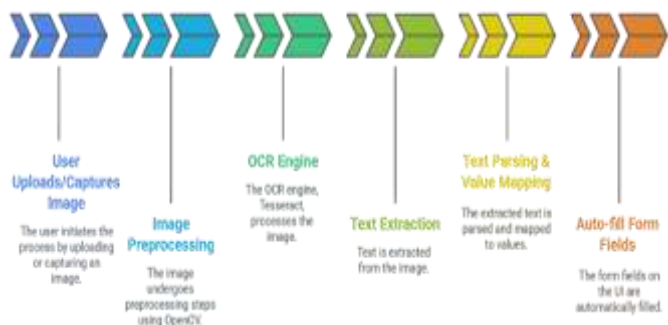 User
Uploads/Captures
Image
The user initiates the
process by uploading
or capturing an
image.
Image
Preprocessing
The image
undergoes
preprocessing steps
using OpenCV.
OCR Engine
The OCR engine,
Tesseract,
processes the
image.
Text Extraction
Text is extracted
from the image.
Text Parsing &
Value Mapping
The extracted text is
parsed and mapped
to values.
Auto-fill Form
Fields
The form fields on
the UI are
automatically filled.